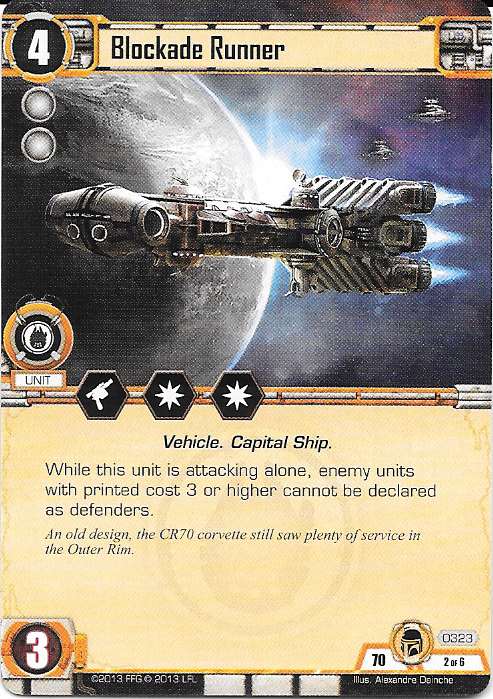 4
Blockade Runner
UNIT
Vehicle. Capital Ship.
While this unit is attacking alone, enemy units
with printed cost 3 or higher cannot be declared
as defenders.
An old design, the CR70 corvette still saw plenty of service in
the Outer Rim.
3
0323
70
2 OF 6
©2013 FFG ©2013 LFL
Illus. Alexandre Dainche